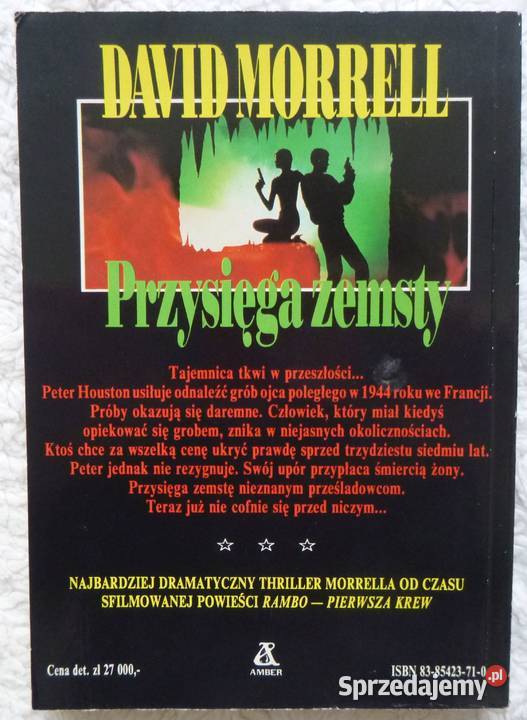 DAVID MORRELL
Przysięga zemsty
Tajemnica tkwi w przeszłości...
Peter Houston usiłuje odnaleźć grób ojca poległego w 1944 roku we Francji.
Próby okazują się daremne. Człowiek, który miał kiedyś
opiekować się grobem, znika w niejasnych okolicznościach.
Ktoś chce za wszelką cenę ukryć prawdę sprzed trzydziestu siedmiu lat.
Peter jednak nie rezygnuje. Swój upór przypłaca śmiercią żony.
Przysięga zemstę nieznanym prześladowcom.
Teraz już nie cofnie się przed niczym...
NAJBARDZIEJ DRAMATYCZNY THRILLER MORRELLA OD CZASU
SFILMOWANEJ POWIEŚCI RAMBO — PIERWSZA KREW
Cena det. zł 27 000,-
AMBER
ISBN 83-85423-71-0
Sprzedajemy.pl